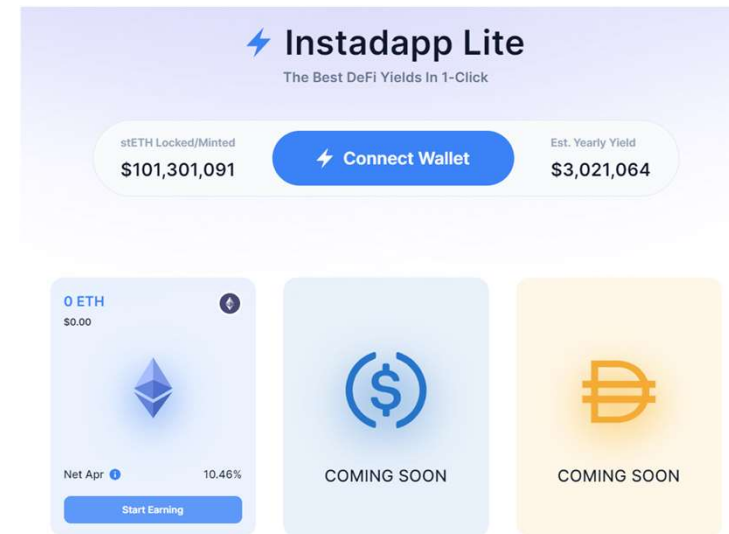 Instadapp Lite
The Best DeFi Yields In 1-Click
stETH Locked/Minted
$101,301,091
Connect Wallet
Est. Yearly Yield
$3,021,064
0 ETH
$0.00
Net Apr
10.46%
Start Earning
COMING SOON
COMING SOON